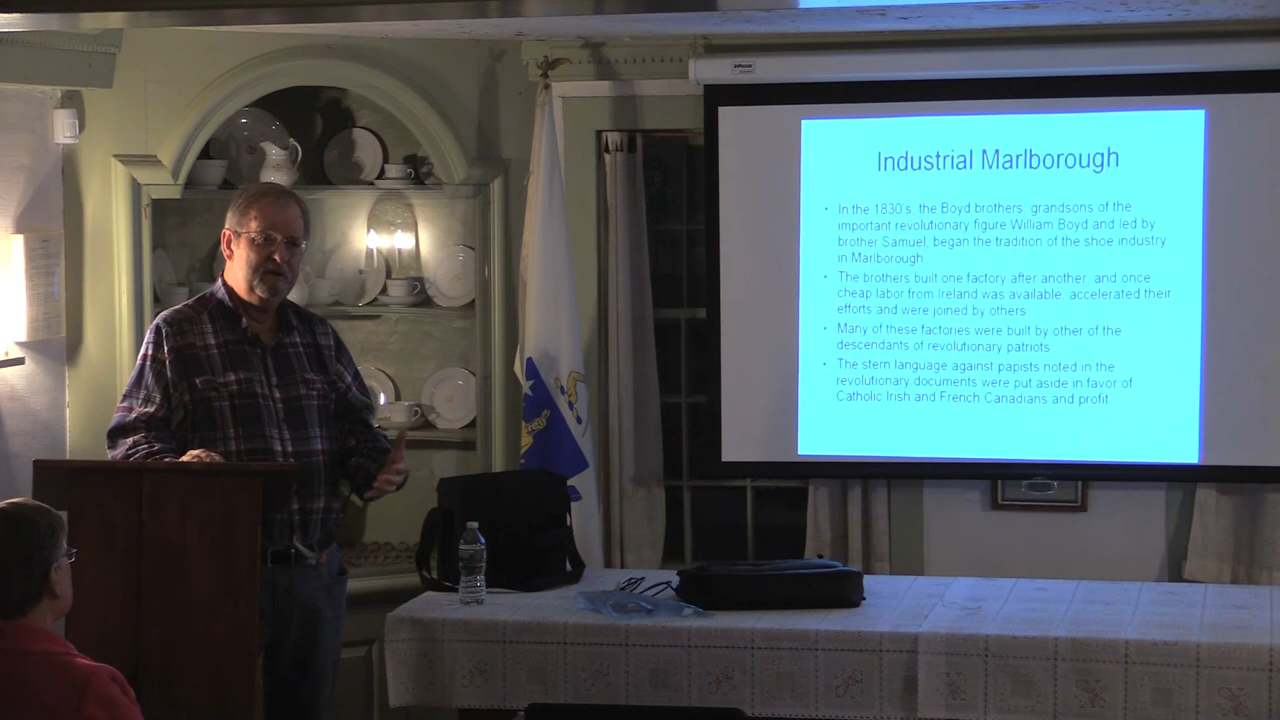 InFocus
Industrial Marlborough
• In the 1830's, the Boyd brothers, grandsons of the
important revolutionary figure William Boyd and led by
brother Samuel, began the tradition of the shoe industry
in Marlborough
• The brothers built one factory after another, and once
cheap labor from Ireland was available, accelerated their
efforts and were joined by others
• Many of these factories were built by other of the
descendants of revolutionary patriots
• The stern language against papists noted in the
revolutionary documents were put aside in favor of
Catholic Irish and French Canadians and profit